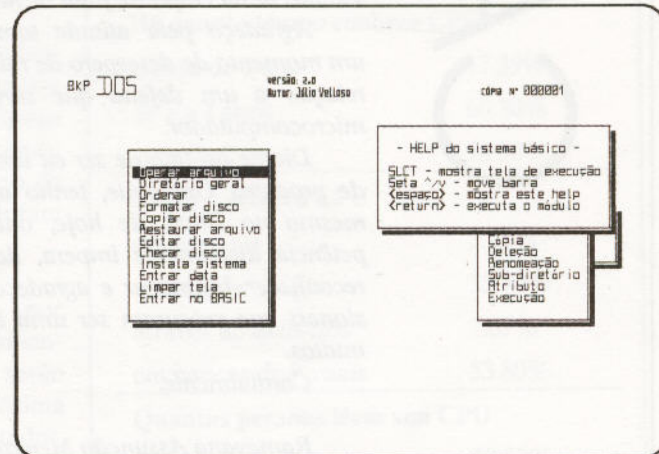 BKP DOS
versão: 2.0
Autor: Júlio Velloso
cópia Nº 000001
Operar arquivo
Diretório geral
Ordenar
Formatar disco
Copiar disco
Restaurar arquivo
Editar disco
Checar disco
Instala sistema
Entrar data
Limpar tela
Entrar no BASIC
- HELP do sistema básico -
SLCT - mostra tela de execução
Seta ^/v - move barra
<espaço> - mostra este help
<return> - executa o módulo
Cópia
Deleção
Renomeação
Sub-diretório
Atributo
Execução